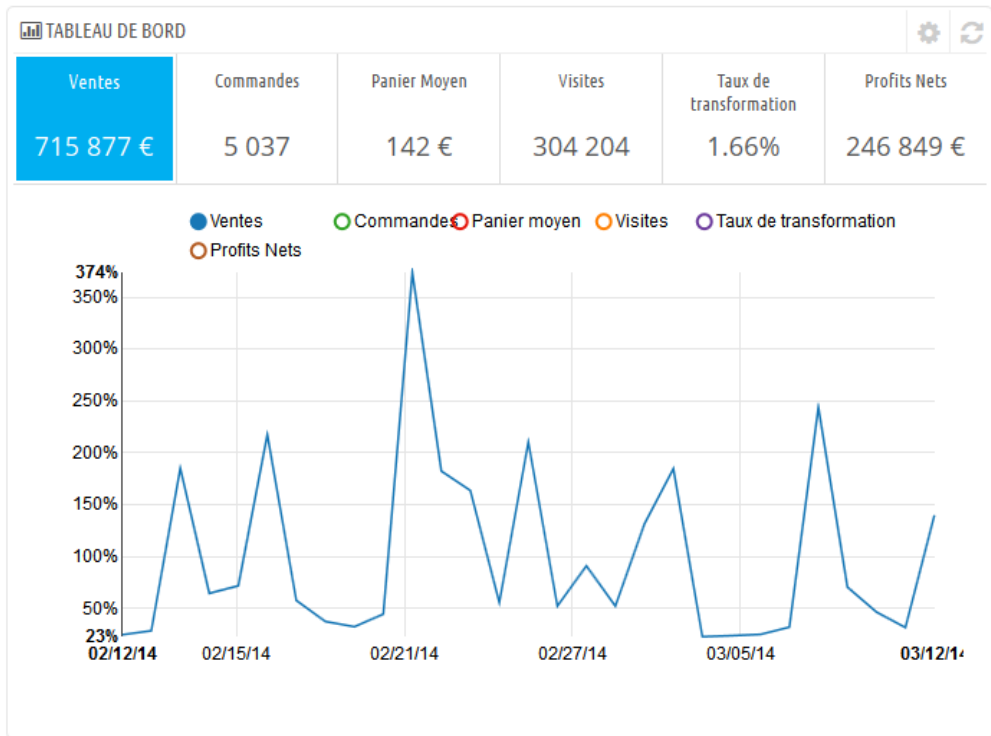 TABLEAU DE BORD
Ventes
715 877 €
Commandes
5 037
Panier Moyen
142 €
Visites
304 204
Taux de
transformation
1.66%
Profits Nets
246 849 €
Ventes
Commandes
Panier moyen
Visites
Taux de transformation
Profits Nets
374%
350%
300%
250%
200%
150%
100%
50%
23%
02/12/14
02/15/14
02/21/14
02/27/14
03/05/14
03/12/14